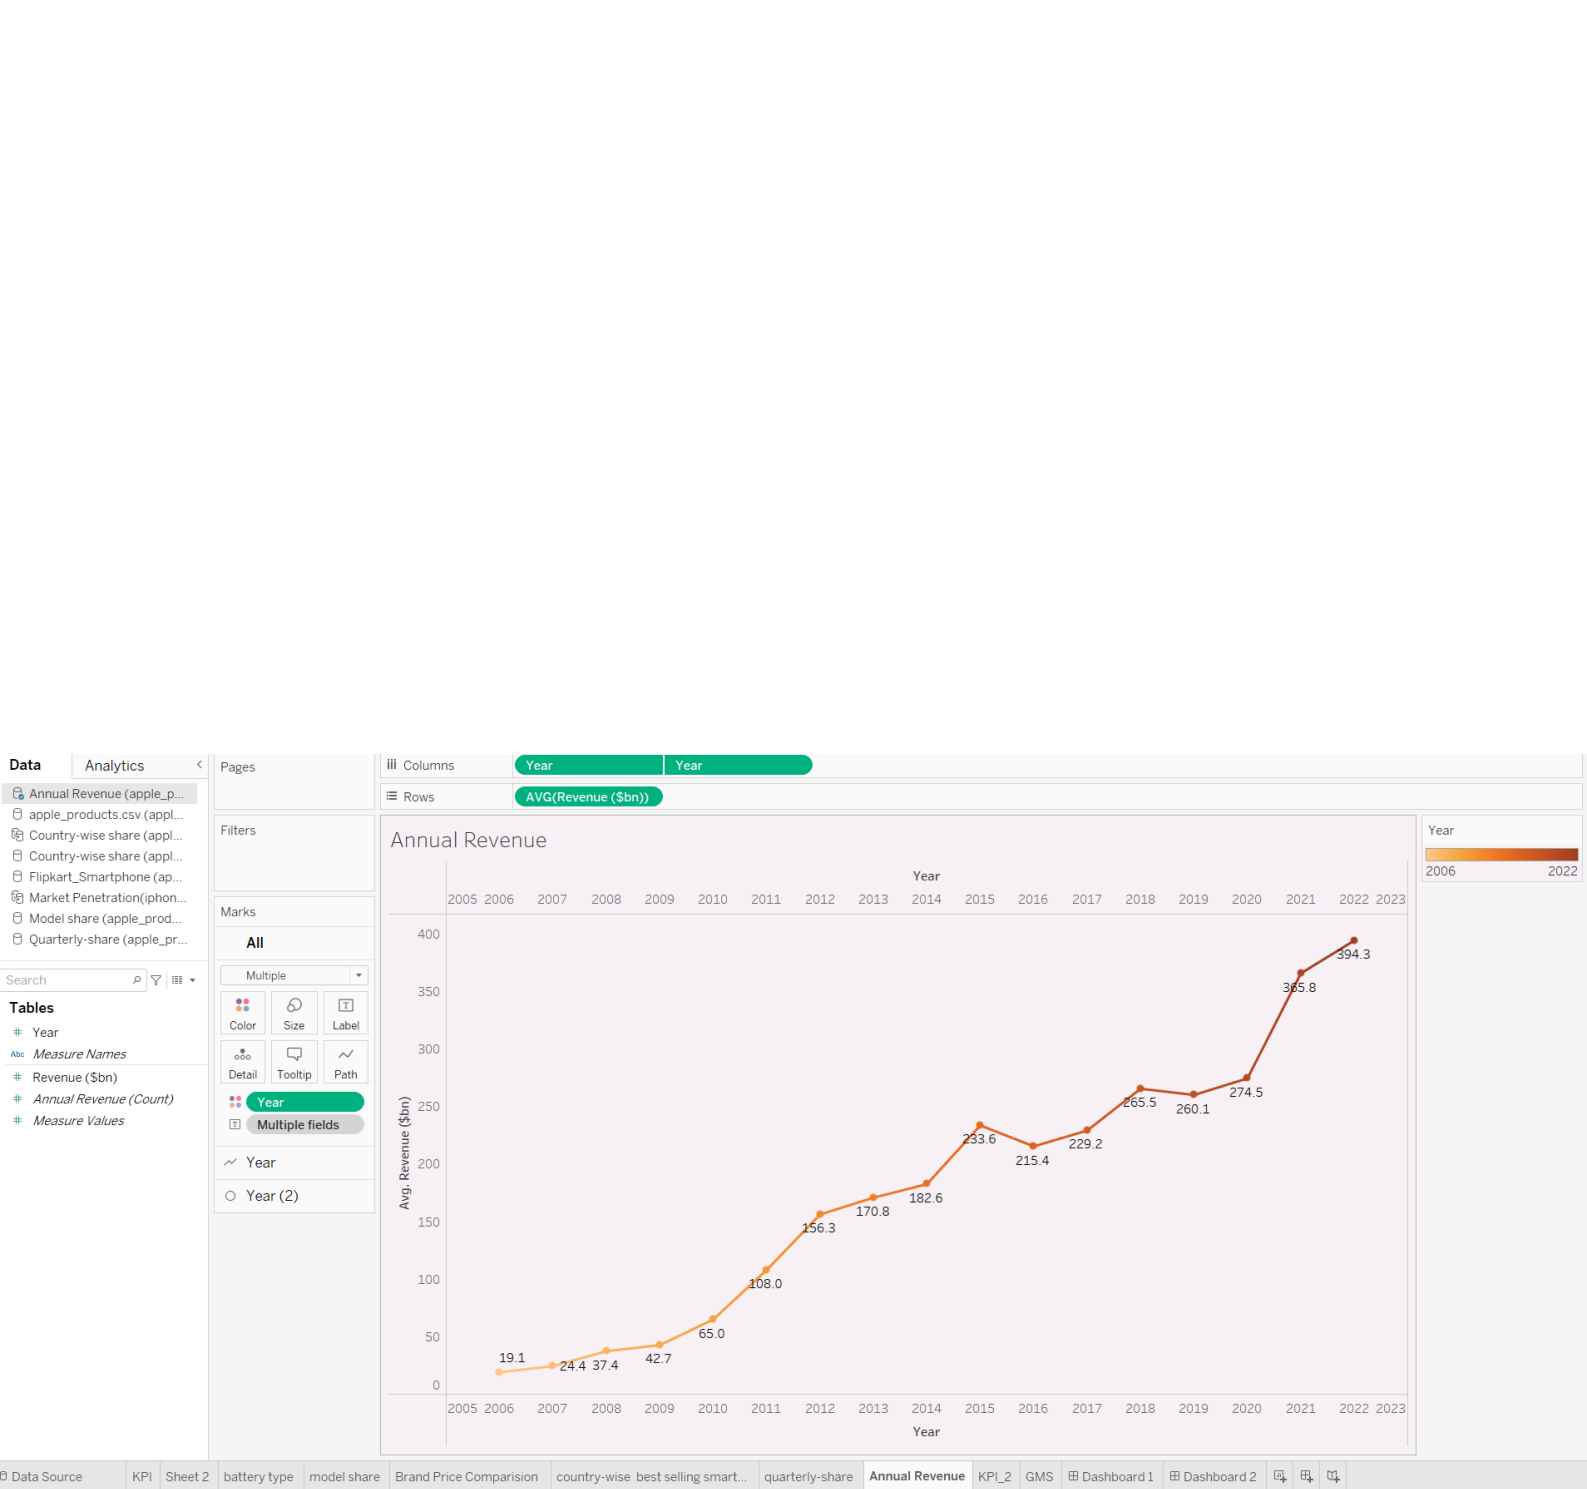 Data
Analytics
Annual Revenue (apple_p...
apple_products.csv (appl...
Country-wise share (appl...
Country-wise share (appl...
Flipkart_Smartphone (ap...
Market Penetration(iphon...
Model share (apple_prod...
Quarterly-share (apple_pr...
Search
Tables
Year
Abc Measure Names
Revenue ($bn)
Annual Revenue (Count)
Measure Values
Pages
Filters
Marks
All
Multiple
Color Size Label
Detail Tooltip Path
Year
Multiple fields
Year
Year (2)
Columns Year Year
Rows AVG(Revenue ($bn))
Annual Revenue
Year
2005 2006 2007 2008 2009 2010 2011 2012 2013 2014 2015 2016 2017 2018 2019 2020 2021 2022 2023
Avg. Revenue ($bn)
400
350
300
250
200
150
100
50
0
19.1
24.4
37.4
42.7
65.0
108.0
156.3
170.8
182.6
233.6
215.4
229.2
265.5
260.1
274.5
365.8
394.3
2005 2006 2007 2008 2009 2010 2011 2012 2013 2014 2015 2016 2017 2018 2019 2020 2021 2022 2023
Year
Year
2006 2022
Data Source KPI Sheet 2 battery type model share Brand Price Comparision country-wise best selling smart... quarterly-share Annual Revenue KPI_2 GMS Dashboard 1 Dashboard 2